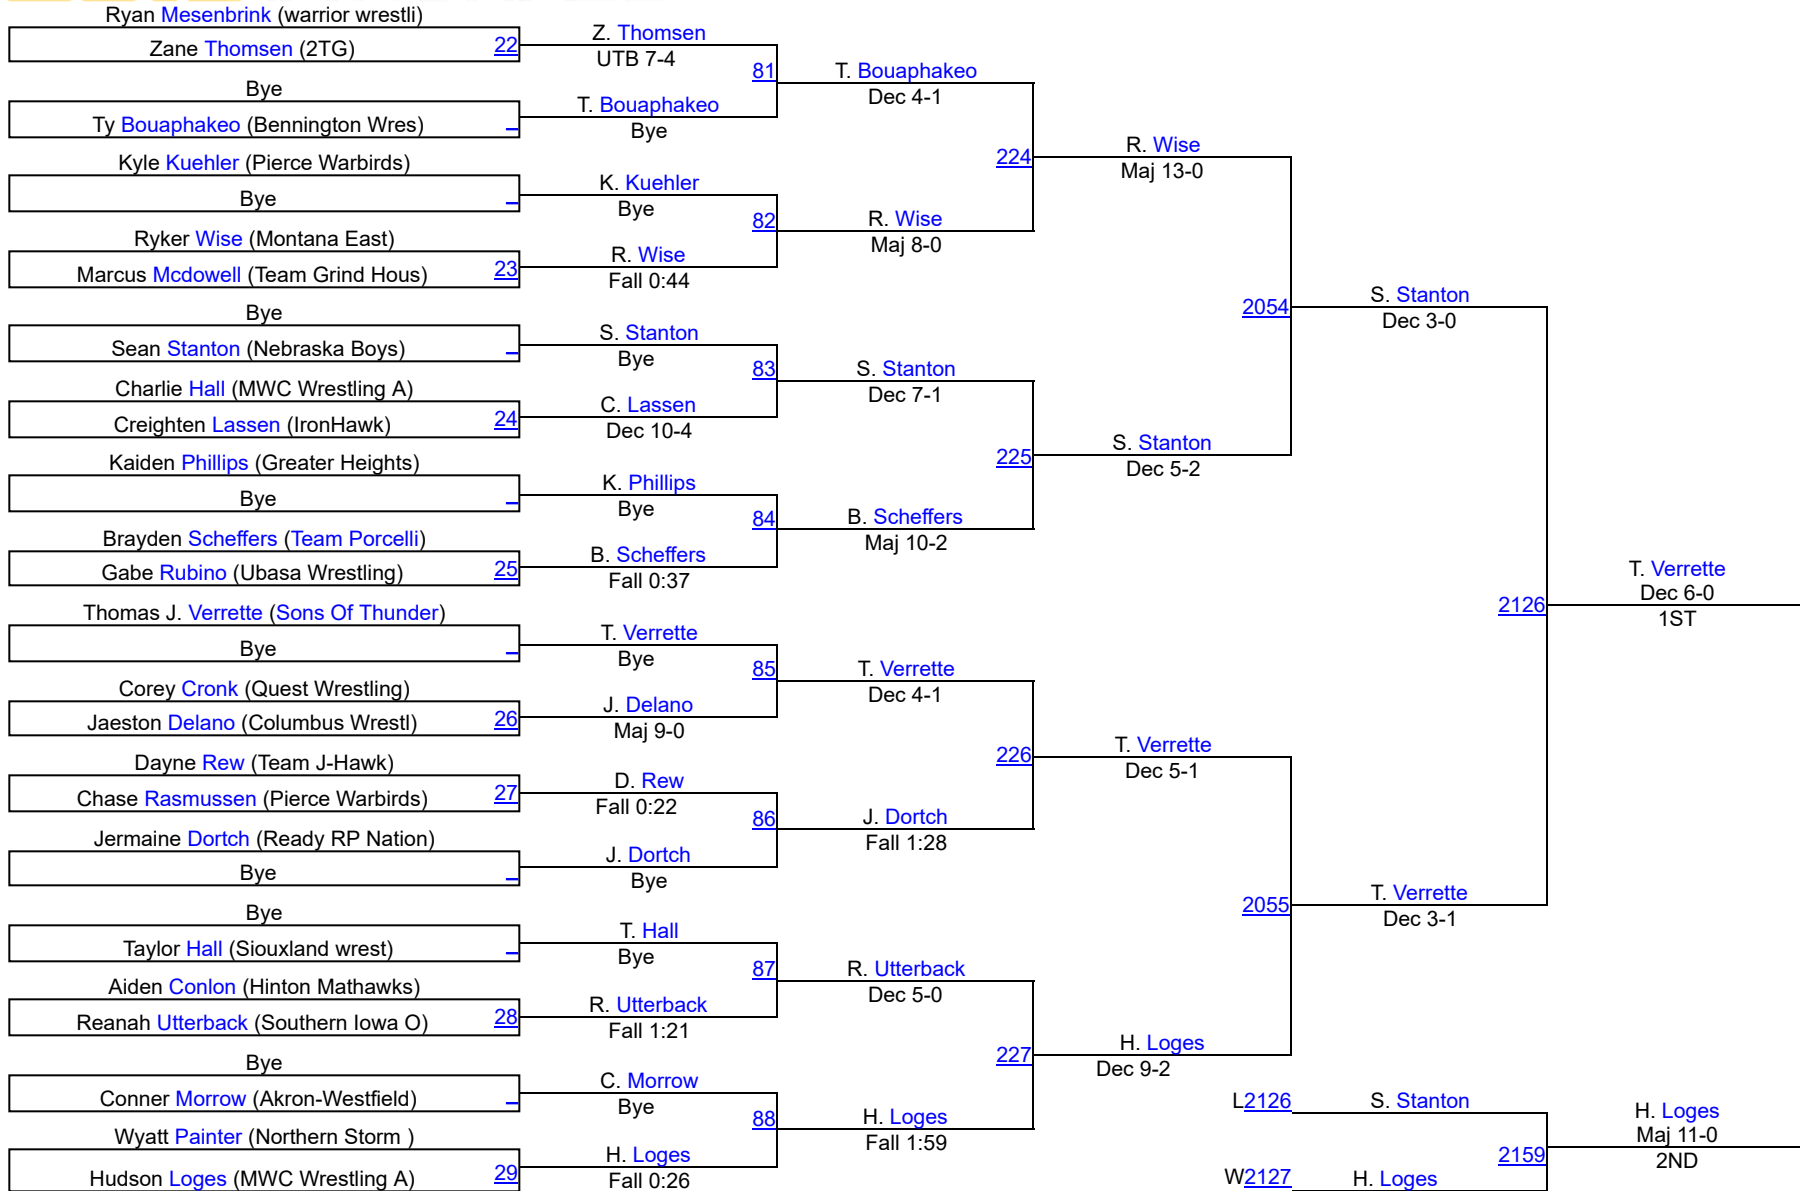 Ryan Mesenbrink (warrior wrestli)
Zane Thomsen (2TG) 22
Bye
Ty Bouaphakeo (Bennington Wres) _
Kyle Kuehler (Pierce Warbirds)
Bye _
Ryker Wise (Montana East)
Marcus Mcdowell (Team Grind Hous) 23
Bye
Sean Stanton (Nebraska Boys) _
Charlie Hall (MWC Wrestling A)
Creighten Lassen (IronHawk) 24
Kaiden Phillips (Greater Heights)
Bye _
Brayden Scheffers (Team Porcelli)
Gabe Rubino (Ubasa Wrestling) 25
Thomas J. Verrette (Sons Of Thunder)
Bye _
Corey Cronk (Quest Wrestling)
Jaeston Delano (Columbus Wrestl) 26
Dayne Rew (Team J-Hawk)
Chase Rasmussen (Pierce Warbirds) 27
Jermaine Dortch (Ready RP Nation)
Bye _
Bye
Taylor Hall (Siouxland wrest) _
Aiden Conlon (Hinton Mathawks)
Reanah Utterback (Southern Iowa O) 28
Bye
Conner Morrow (Akron-Westfield) _
Wyatt Painter (Northern Storm )
Hudson Loges (MWC Wrestling A) 29
Z. Thomsen
UTB 7-4
81
T. Bouaphakeo
Bye
K. Kuehler
Bye
82
R. Wise
Fall 0:44
S. Stanton
Bye
83
C. Lassen
Dec 10-4
K. Phillips
Bye
84
B. Scheffers
Fall 0:37
T. Verrette
Bye
85
J. Delano
Maj 9-0
D. Rew
Fall 0:22
86
J. Dortch
Bye
T. Hall
Bye
87
R. Utterback
Fall 1:21
C. Morrow
Bye
88
H. Loges
Fall 0:26
T. Bouaphakeo
Dec 4-1
224
R. Wise
Maj 8-0
S. Stanton
Dec 7-1
225
B. Scheffers
Maj 10-2
T. Verrette
Dec 4-1
226
J. Dortch
Fall 1:28
R. Utterback
Dec 5-0
227
H. Loges
Fall 1:59
R. Wise
Maj 13-0
2054
S. Stanton
Dec 5-2
T. Verrette
Dec 5-1
2055
H. Loges
Dec 9-2
S. Stanton
Dec 3-0
2126
T. Verrette
Dec 3-1
T. Verrette
Dec 6-0
1ST
L2126
S. Stanton
2159
W2127
H. Loges
H. Loges
Maj 11-0
2ND